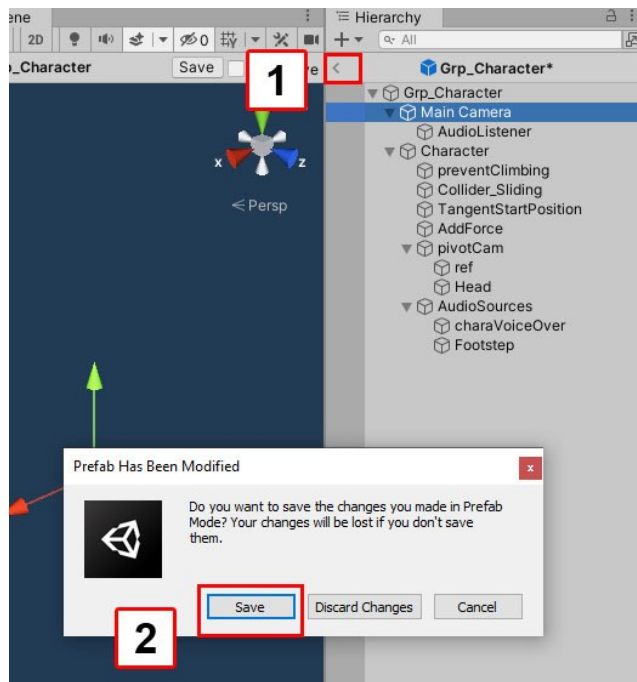 ene
Hierarchy
2D
0
All
_Character
Save
e
1
Grp_Character*
Grp_Character
Main Camera
AudioListener
Character
preventClimbing
Collider_Sliding
TangentStartPosition
AddForce
pivotCam
ref
Head
AudioSources
charaVoiceOver
Footstep
x
z
Persp
Prefab Has Been Modified
x
Do you want to save the changes you made in Prefab
Mode? Your changes will be lost if you don't save
them.
Save
Discard Changes
Cancel
2